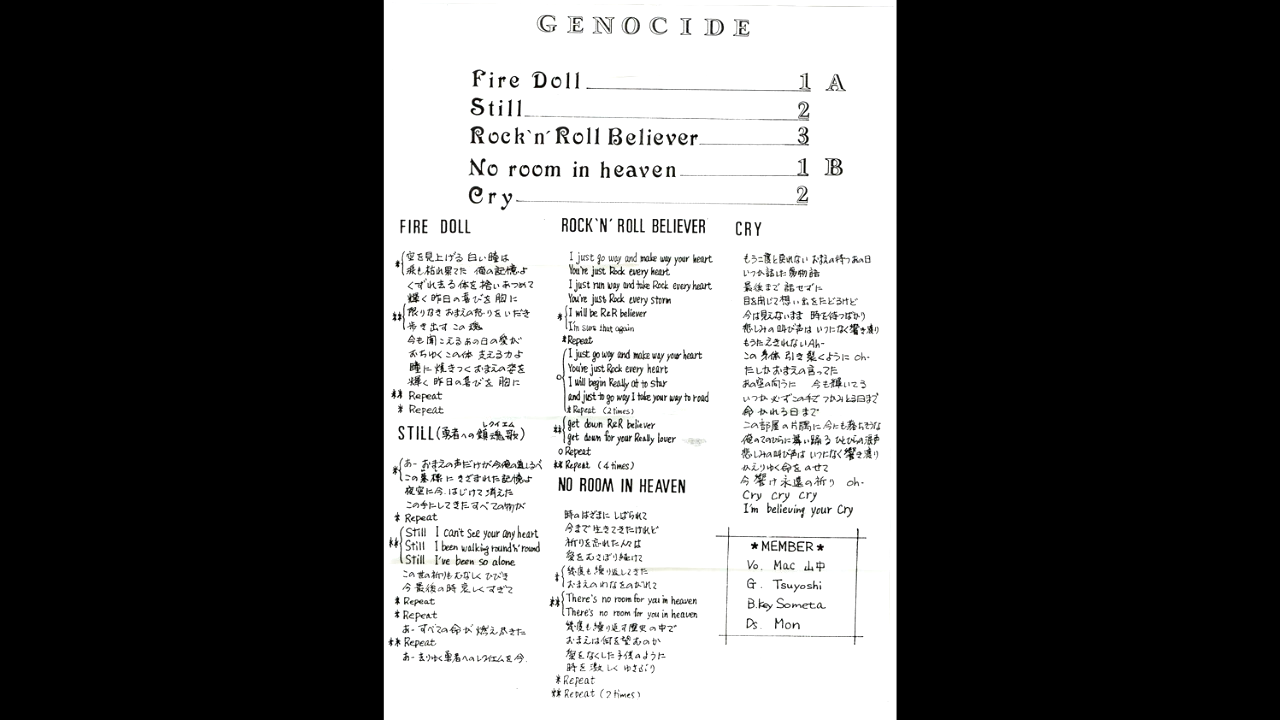 GENOCIDE
Fire Doll 1 A
Still 2
Rock'n'Roll Believer 3
No room in heaven 1 B
Cry 2
FIRE DOLL
*空を見上げる 白い瞳は
涙も枯れ果てた 俺の記憶よ
くずれ去る体を拾いあつめて
輝く昨日の喜びを 胸に
**限りなき おまえの怒りをいだき
歩き出す この魂
今も聞こえるあの日の愛が
おちゆくこの体 支える力よ
瞳に焼きつく おまえの姿を
輝く昨日の喜びを 胸に
** Repeat
* Repeat
STILL(勇者への鎮魂歌)
レクイエム
*あー おまえの声だけが今俺の道しるべ
この墓標にきざまれた記憶よ
夜空に今、はじけて消えた
この手にしてきた すべての物が
* Repeat
**Still I can't see your any heart
Still I been walking round'n'round
Still I've been so alone
この世の祈りもむなしくひびき
今最後の時 哀しくすぎて
* Repeat
* Repeat
あー すべての命が燃え尽きた
** Repeat
あー 去りゆく勇者へのレクイエムを今
ROCK'N' ROLL BELIEVER
I just go way and make way your heart
You're just Rock every heart
I just run way and take Rock every heart
You're just Rock every storm
*I will be R&R believer
I'm sure that again
*Repeat
○I just go way and make way your heart
You're just Rock every heart
I will begin Really at to star
and just to go way I take your way to road
* Repeat (2 times)
**get down R&R believer
get down for your Really lover
○Repeat
** Repeat (4 times)
NO ROOM IN HEAVEN
時のはざまに しばられて
今まで生きてきたけれど
祈りを忘れた人々は
愛をむさぼり続けて
*幾度も繰り返してきた
おまえのわなをのがれて
**There's no room for you in heaven
There's no room for you in heaven
幾度も繰り返す歴史の中で
おまえは何を望むのか
愛をなくした子供のように
時を激しく ゆさぶり
* Repeat
** Repeat (2 times)
CRY
もう二度と戻れない お前の待つあの日
いつか話した夢物語
最後まで 話せずに
目を閉じて想い出をたどるけど
今は見えないまま 時を待つばかり
悲しみの叫び声は いつになく響き渡り
もうたえきれない Ah-
この身体 引き裂くように oh-
たしかおまえの言ってた
あの空の向うに 今も輝いてる
いつか必ずこの手で つかみとる日まで
命かれる日まで
この部屋の片隅に 今にも落ちそうな
俺のてのひらに舞い踊る ひとひらの涙声
悲しみの叫び声は いつになく響き渡り
ひえゆく命を のせて
今響け永遠の祈り oh-
Cry Cry Cry
I'm believing your Cry
*MEMBER*
Vo. Mac 山中
G. Tsuyoshi
B.Key Someta
Ds. Mon